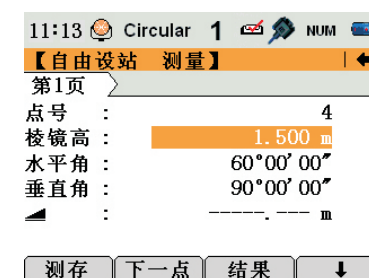 11:13 Circular 1 NUM
【自由设站 测量】
第1页
点号 : 4
棱镜高 : 1.500 m
水平角 : 60°00′00″
垂直角 : 90°00′00″
: -----.--- m
测存 下一点 结果 ↓